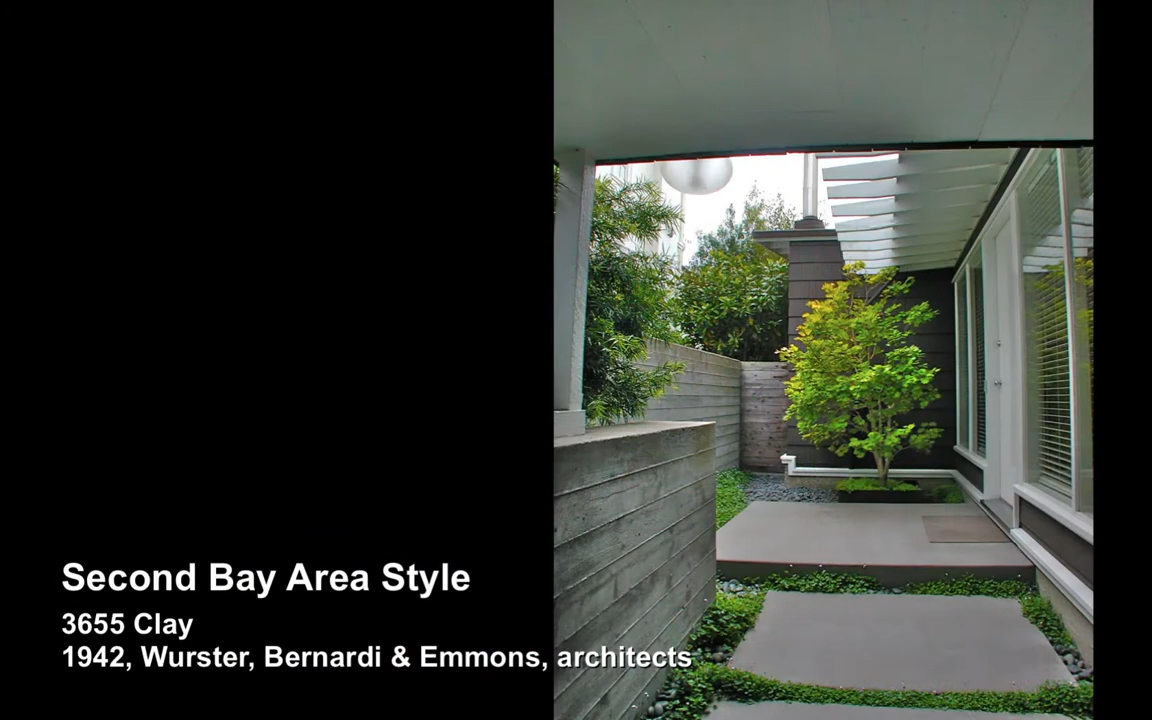 Second Bay Area Style
3655 Clay
1942, Wurster, Bernardi & Emmons, architects